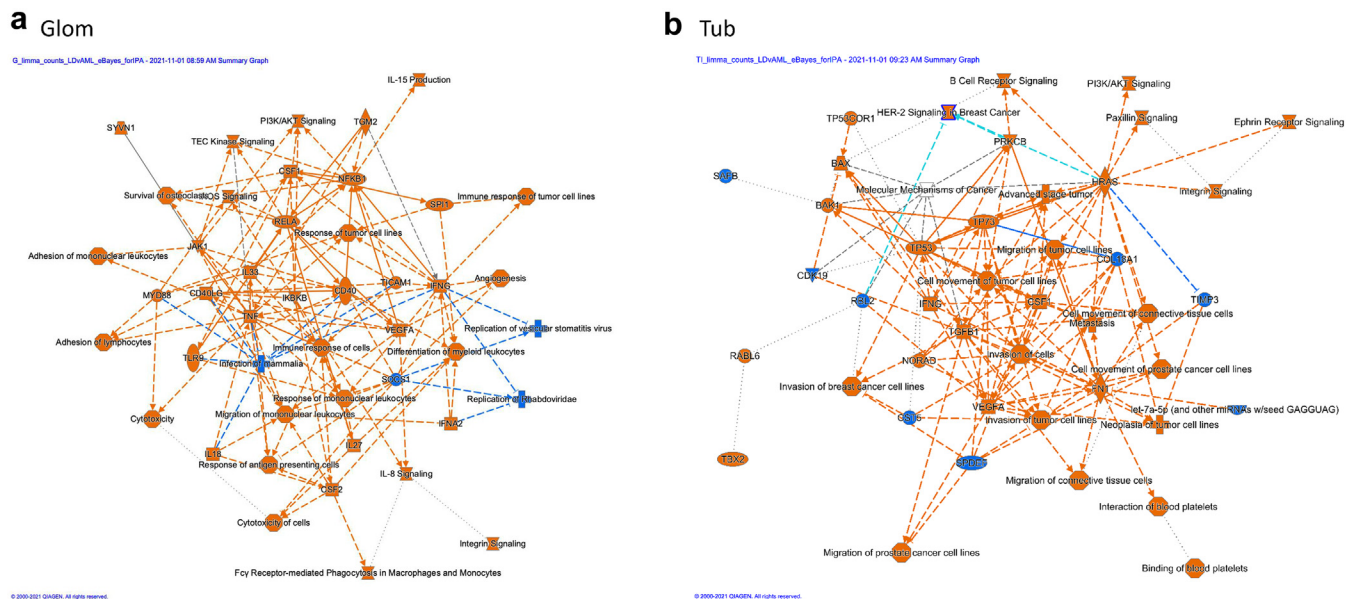 a Glom
G_limma_counts_LDvAML_eBayes_forIPA - 2021-11-01 08:59 AM Summary Graph
IL-15 Production
SYVN1
PI3K/AKT Signaling
TGM2
TEC Kinase Signaling
CSF1
NFKB1
Survival of osteoclasts
iNOS Signaling
Immune response of tumor cell lines
SPI1
RELA
Response of tumor cell lines
JAK1
Adhesion of mononuclear leukocytes
IL33
Angiogenesis
TICAM1
IFNG
MYD88
CD40LG
IKBKB
CD40
TNF
VEGFA
Replication of vesicular stomatitis virus
Adhesion of lymphocytes
Immune response of cells
Differentiation of myeloid leukocytes
TLR9
Infection of mammalia
SOCS1
Response of mononuclear leukocytes
Replication of Rhabdoviridae
Cytotoxicity
Migration of mononuclear leukocytes
IFNA2
IL18
IL27
Response of antigen presenting cells
IL-8 Signaling
CSF2
Cytotoxicity of cells
Integrin Signaling
Fcγ Receptor-mediated Phagocytosis in Macrophages and Monocytes
© 2000-2021 QIAGEN. All rights reserved.
b Tub
TI_limma_counts_LDvAML_eBayes_forIPA - 2021-11-01 09:23 AM Summary Graph
B Cell Receptor Signaling
PI3K/AKT Signaling
HER-2 Signaling in Breast Cancer
TP53COR1
Paxillin Signaling
Ephrin Receptor Signaling
PRKCB
BAX
SAFB
Molecular Mechanisms of Cancer
HRAS
Advanced stage tumor
Integrin Signaling
BAK1
TP73
TP53
Migration of tumor cell lines
COL18A1
CDK19
Cell movement of tumor cell lines
IFNG
CSF1
TIMP3
Cell movement of connective tissue cells
TGFB1
Metastasis
RABL6
NORAD
Invasion of cells
Cell movement of prostate cancer cell lines
Invasion of breast cancer cell lines
FN1
VEGFA
let-7a-5p (and other miRNAs w/seed GAGGUAG)
Invasion of tumor cell lines
Neoplasia of tumor cell lines
TBX2
Migration of connective tissue cells
Interaction of blood platelets
Migration of prostate cancer cell lines
Binding of blood platelets
© 2000-2021 QIAGEN. All rights reserved.